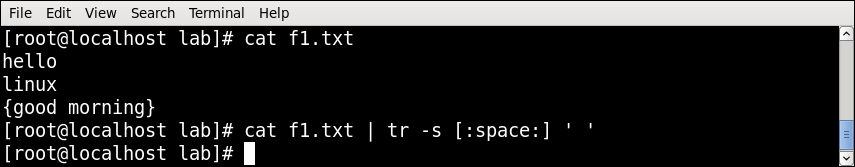 File Edit View Search Terminal Help
[root@localhost lab]# cat f1.txt
hello
linux
{good morning}
[root@localhost lab]# cat f1.txt | tr -s [:space:] ' '
[root@localhost lab]#